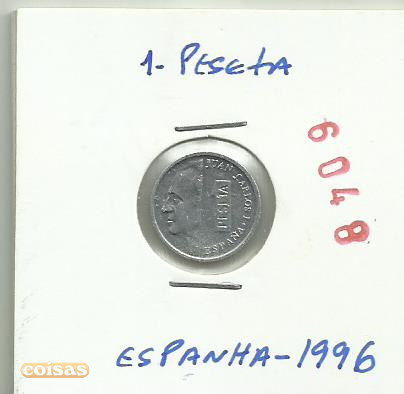 1- PESETA
6048
JUAN CARLOS I
PESETA
ESPAÑA
ESPANHA-1996
coisas